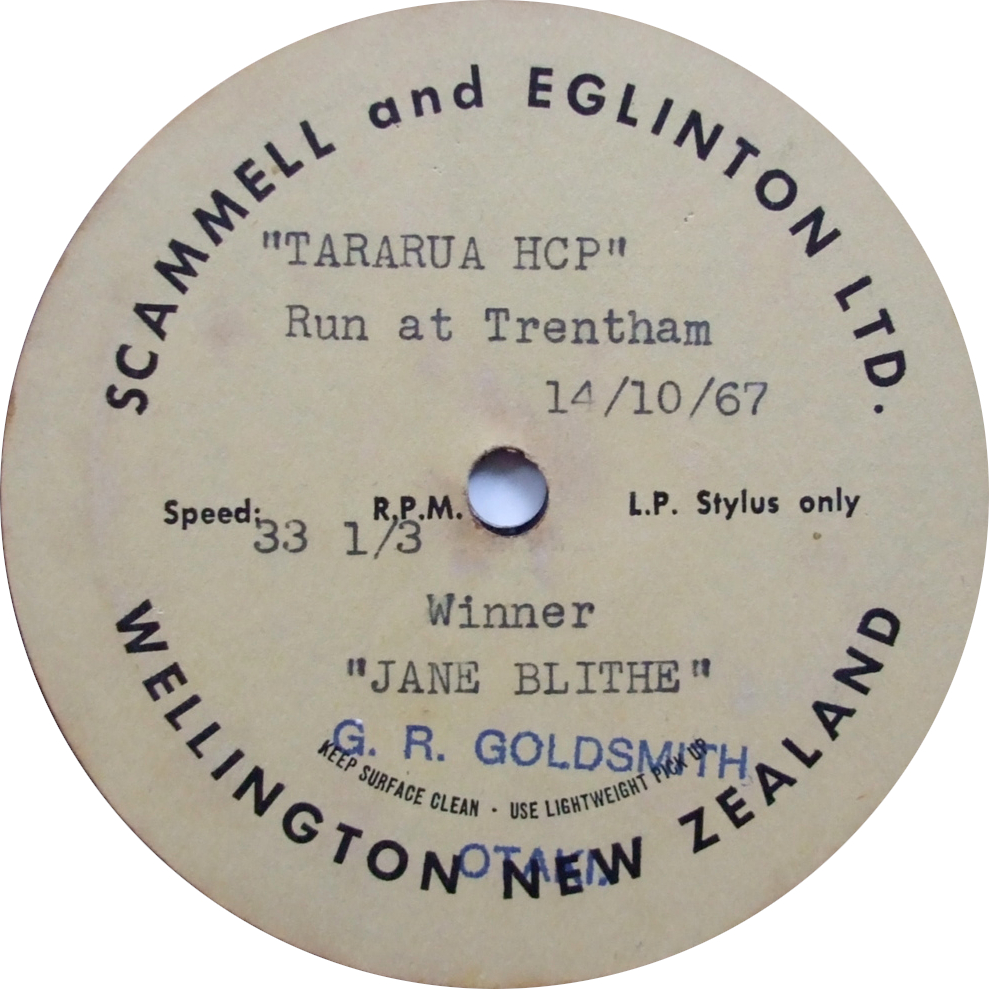 SCAMMELL and EGLINTON LTD.
"TARARUA HCP"
Run at Trentham
14/10/67
Speed: R.P.M. L.P. Stylus only
33 1/3
Winner
"JANE BLITHE"
G. R. GOLDSMITH
KEEP SURFACE CLEAN · USE LIGHTWEIGHT PICK UP
OTAKI.
WELLINGTON NEW ZEALAND